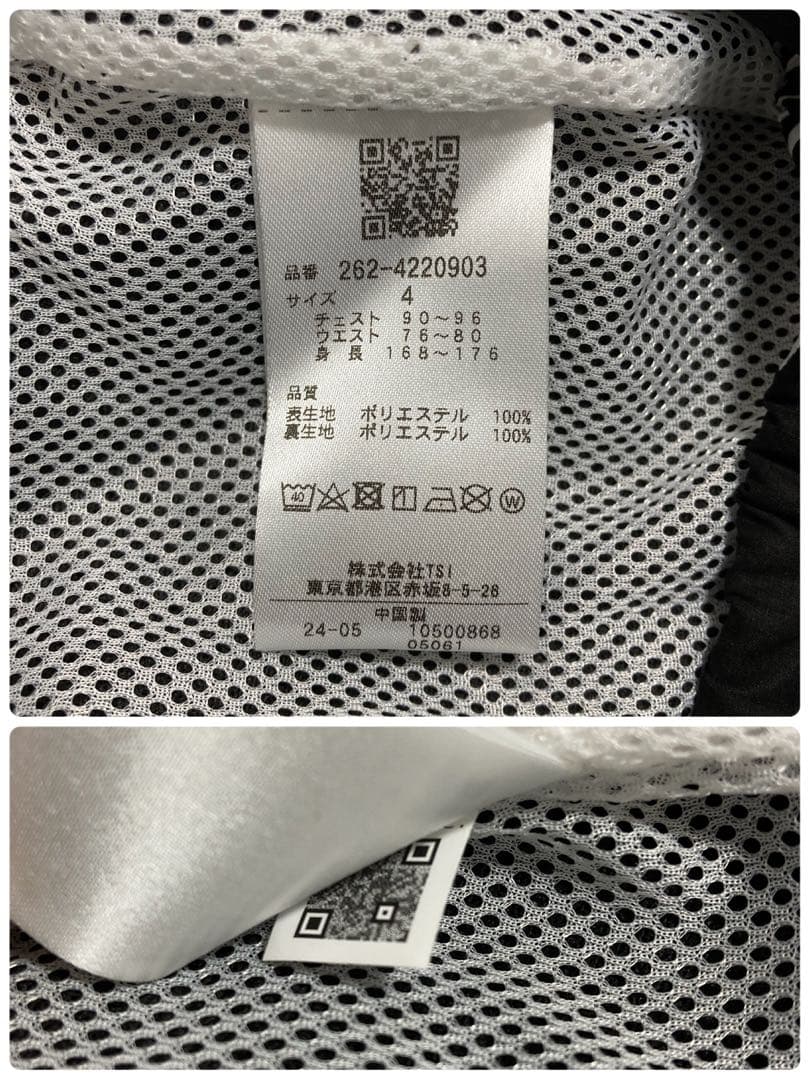 品番 262-4220903
サイズ 4
チェスト 90～96
ウエスト 76～80
身長 168～176
品質
表生地 ポリエステル 100%
裏生地 ポリエステル 100%
40 W
株式会社TSI
東京都港区赤坂8-5-28
中国製
24-05 10500868
05061